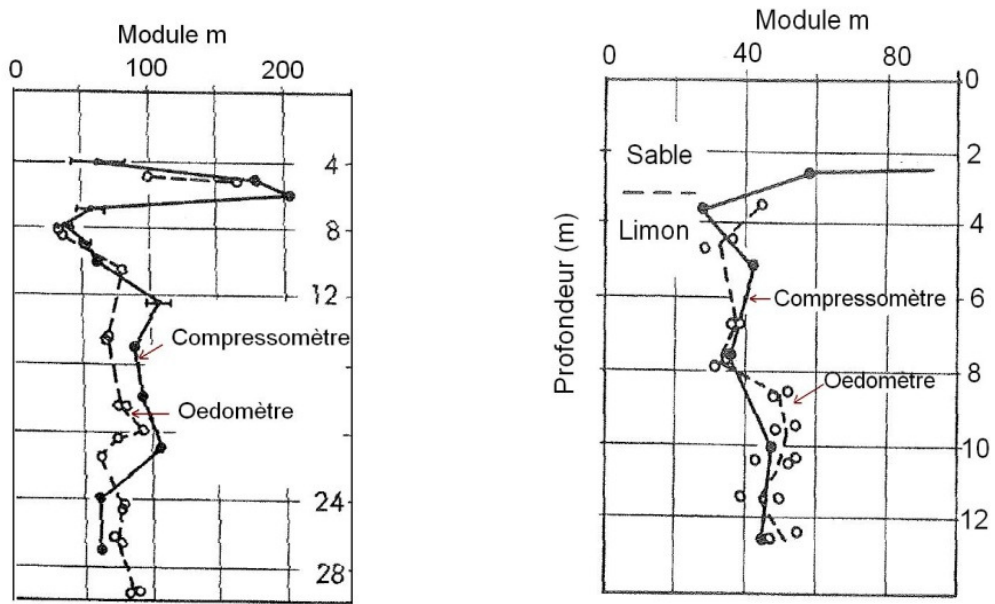 Module m
0 100 200
4
8
12
Compressomètre
Oedomètre
24
28
Module m
0 40 80
0
Sable
2
Limon
4
Profondeur (m)
6
Compressomètre
8
Oedomètre
10
12